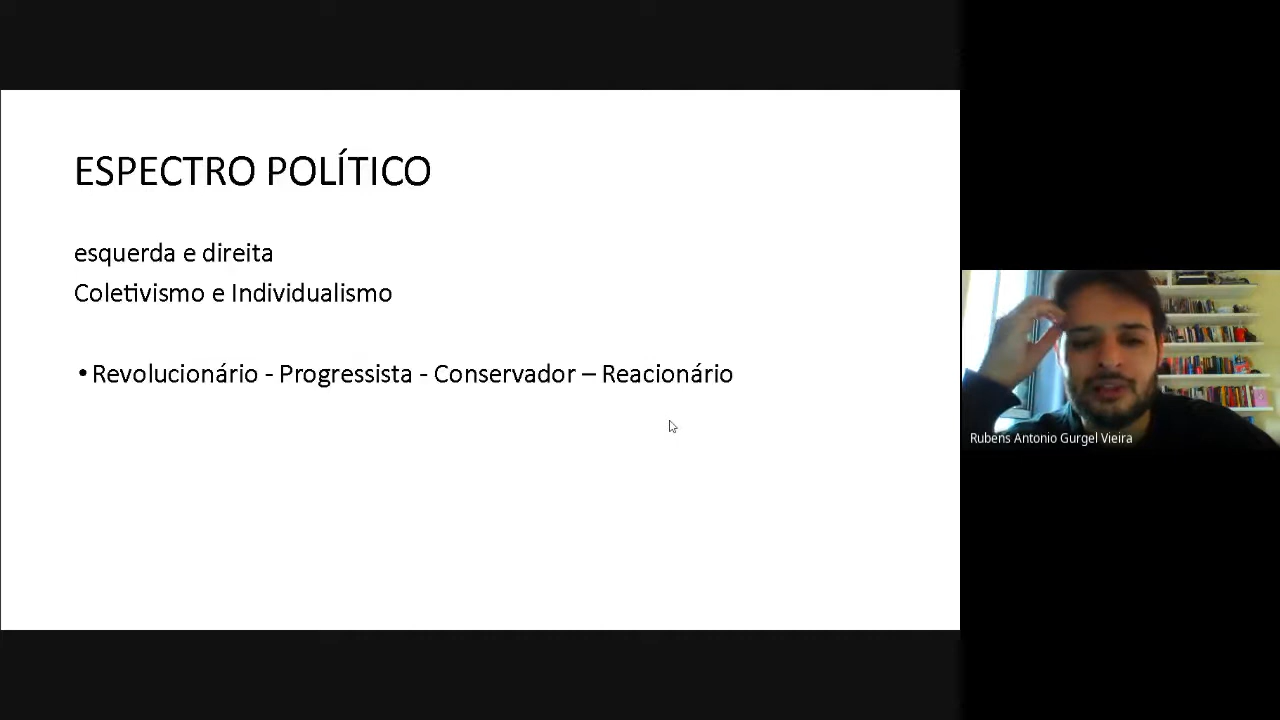 ESPECTRO POLÍTICO
esquerda e direita
Coletivismo e Individualismo
• Revolucionário - Progressista - Conservador – Reacionário
Rubens Antonio Gurgel Vieira